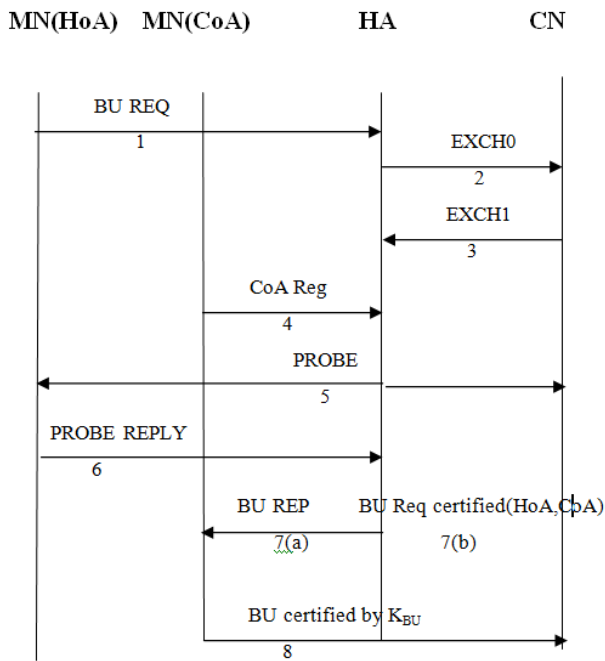 MN(HoA) MN(CoA) HA CN
BU REQ
1
EXCH0
2
EXCH1
3
CoA Reg
4
PROBE
5
PROBE REPLY
6
BU REP BU Req certified(HoA,CoA)
7(a) 7(b)
BU certified by K_BU
8